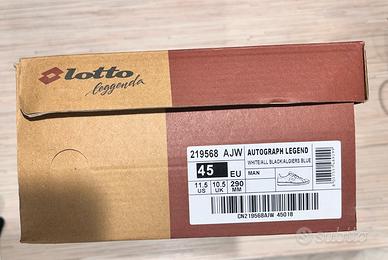 lotto
leggenda
219568 AJW
AUTOGRAPH LEGEND
WHITE/ALL BLACK/ALGIERS BLUE
45 EU
MAN
11.5 US
10.5 UK
290 MM
CN219568AJW 45018
Subito